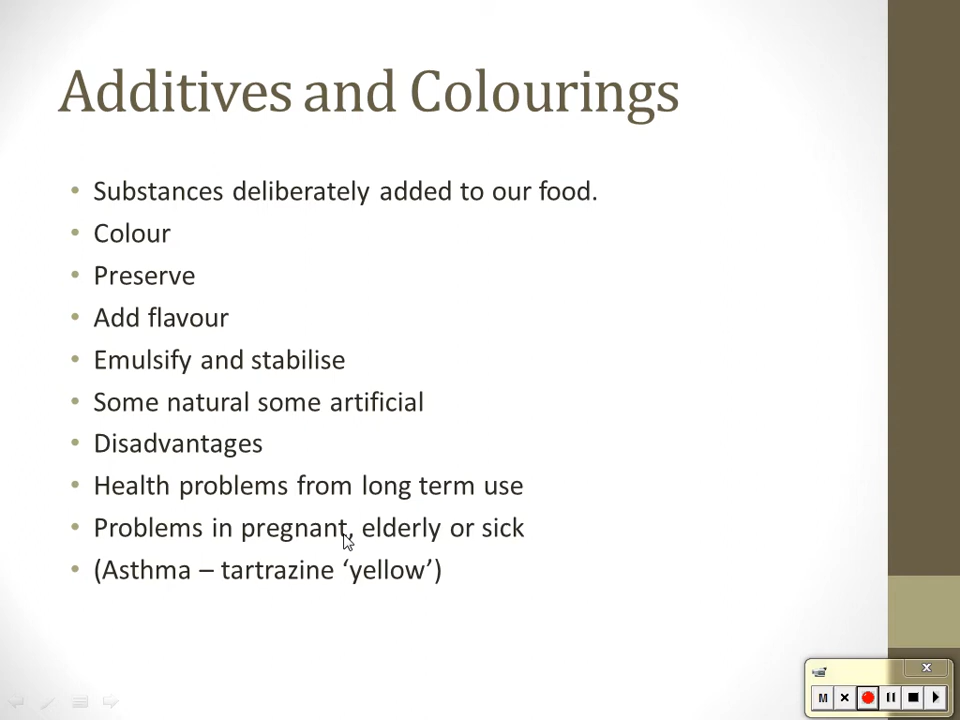 Additives and Colourings
• Substances deliberately added to our food.
• Colour
• Preserve
• Add flavour
• Emulsify and stabilise
• Some natural some artificial
• Disadvantages
• Health problems from long term use
• Problems in pregnant, elderly or sick
• (Asthma – tartrazine ‘yellow’)
M